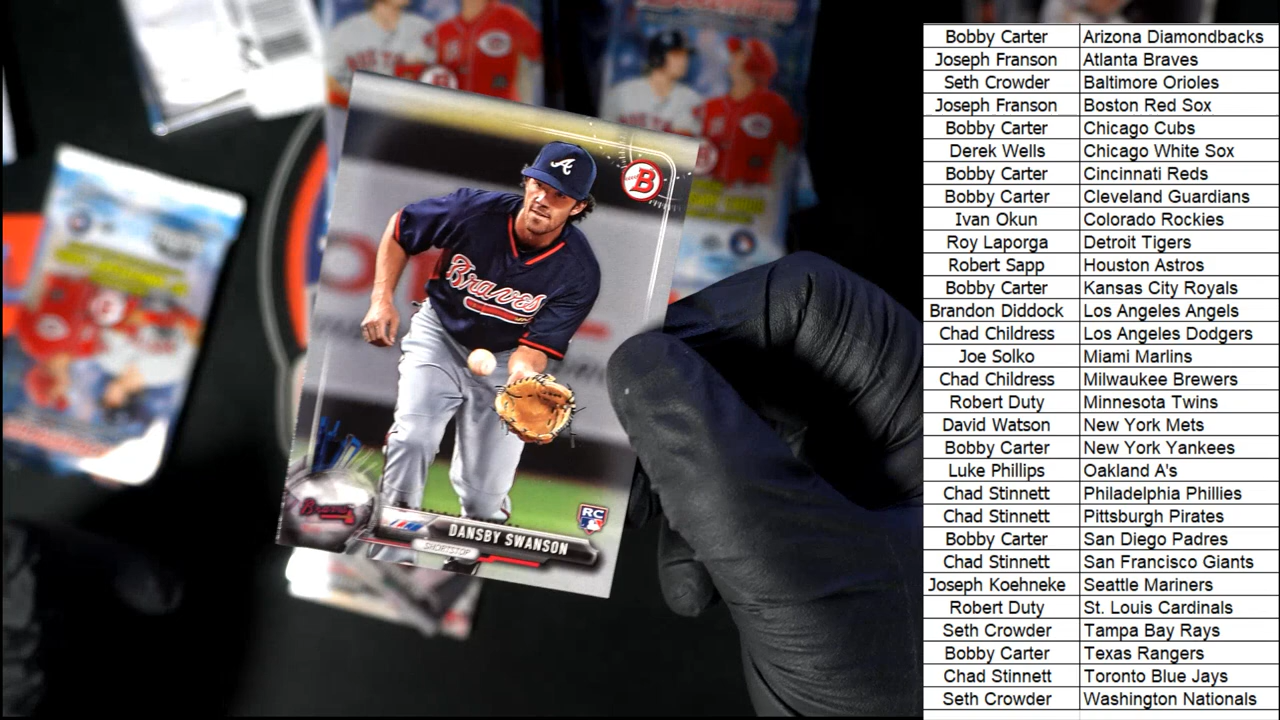 A
B
Braves
Braves
RC
DANSBY SWANSON
SHORTSTOP
Bobby Carter Arizona Diamondbacks
Joseph Franson Atlanta Braves
Seth Crowder Baltimore Orioles
Joseph Franson Boston Red Sox
Bobby Carter Chicago Cubs
Derek Wells Chicago White Sox
Bobby Carter Cincinnati Reds
Bobby Carter Cleveland Guardians
Ivan Okun Colorado Rockies
Roy Laporga Detroit Tigers
Robert Sapp Houston Astros
Bobby Carter Kansas City Royals
Brandon Diddock Los Angeles Angels
Chad Childress Los Angeles Dodgers
Joe Solko Miami Marlins
Chad Childress Milwaukee Brewers
Robert Duty Minnesota Twins
David Watson New York Mets
Bobby Carter New York Yankees
Luke Phillips Oakland A's
Chad Stinnett Philadelphia Phillies
Chad Stinnett Pittsburgh Pirates
Bobby Carter San Diego Padres
Chad Stinnett San Francisco Giants
Joseph Koehneke Seattle Mariners
Robert Duty St. Louis Cardinals
Seth Crowder Tampa Bay Rays
Bobby Carter Texas Rangers
Chad Stinnett Toronto Blue Jays
Seth Crowder Washington Nationals